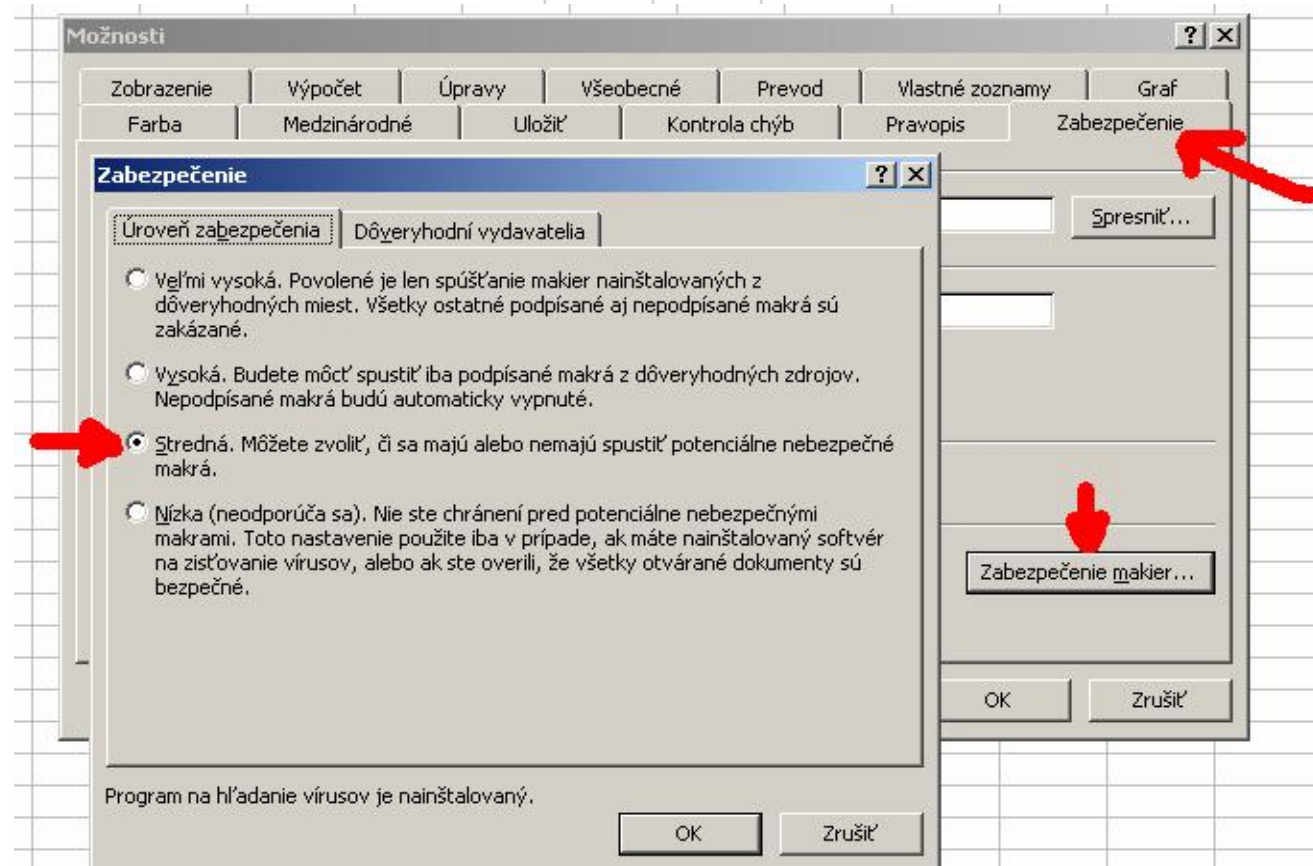 Možnosti
Zobrazenie Výpočet Úpravy Všeobecné Prevod Vlastné zoznamy Graf
Farba Medzinárodné Uložiť Kontrola chýb Pravopis Zabezpečenie
Zabezpečenie
Spresniť...
Úroveň zabezpečenia Dôveryhodní vydavatelia
Veľmi vysoká. Povolené je len spúšťanie makier nainštalovaných z
dôveryhodných miest. Všetky ostatné podpísané aj nepodpísané makrá sú
zakázané.
Vysoká. Budete môcť spustiť iba podpísané makrá z dôveryhodných zdrojov.
Nepodpísané makrá budú automaticky vypnuté.
Stredná. Môžete zvoliť, či sa majú alebo nemajú spustiť potenciálne nebezpečné
makrá.
Nízka (neodporúča sa). Nie ste chránení pred potenciálne nebezpečnými
makrami. Toto nastavenie použite iba v prípade, ak máte nainštalovaný softvér
na zisťovanie vírusov, alebo ak ste overili, že všetky otvárané dokumenty sú
bezpečné.
Zabezpečenie makier...
OK Zrušiť
Program na hľadanie vírusov je nainštalovaný.
OK Zrušiť